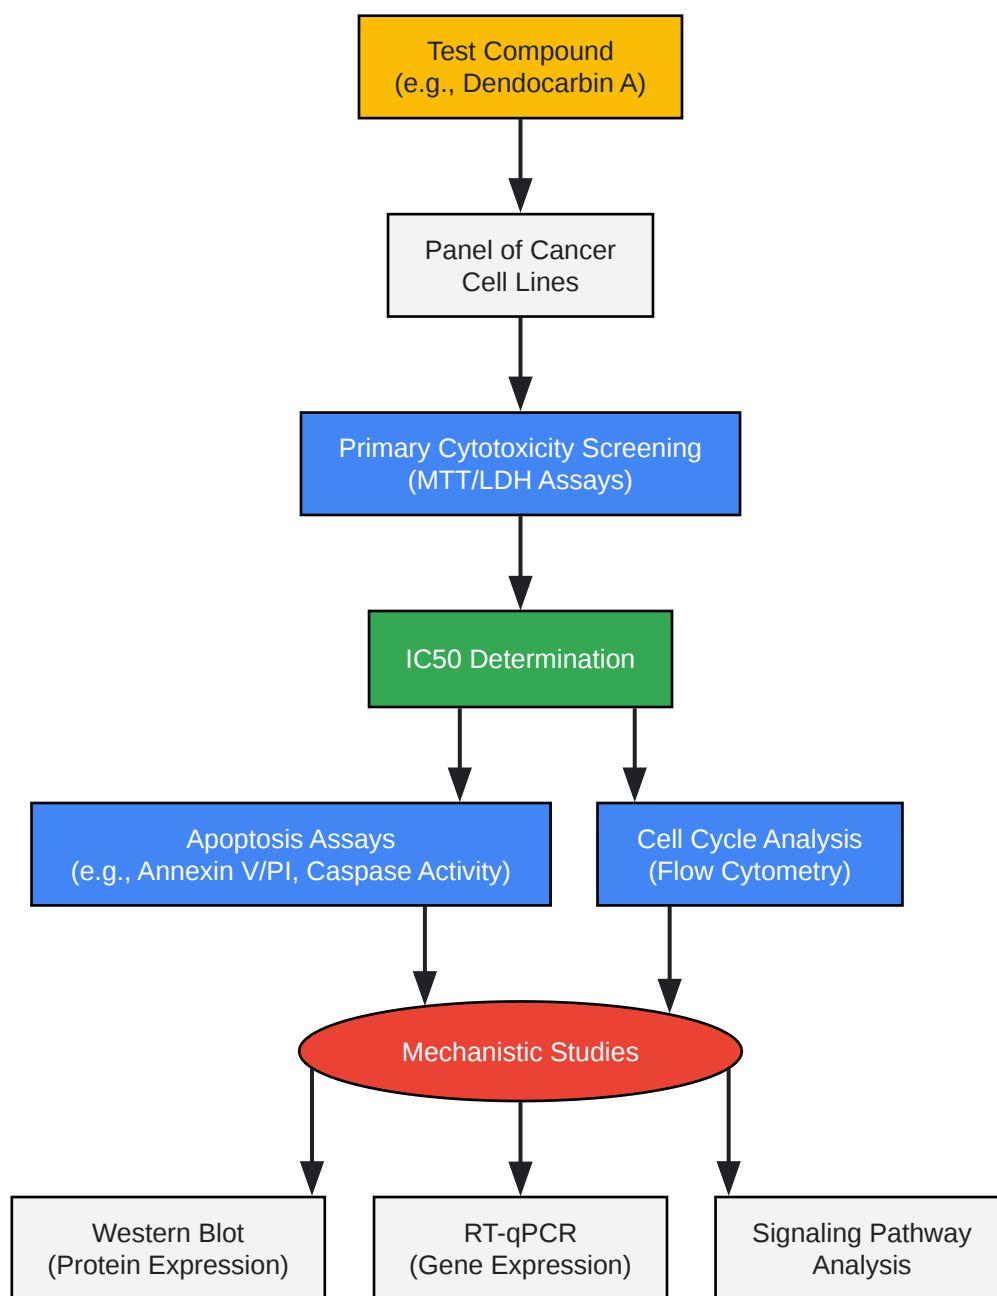 Test Compound
(e.g., Dendocarbin A)
Panel of Cancer
Cell Lines
Primary Cytotoxicity Screening
(MTT/LDH Assays)
IC50 Determination
Apoptosis Assays
(e.g., Annexin V/PI, Caspase Activity)
Cell Cycle Analysis
(Flow Cytometry)
Mechanistic Studies
Western Blot
(Protein Expression)
RT-qPCR
(Gene Expression)
Signaling Pathway
Analysis